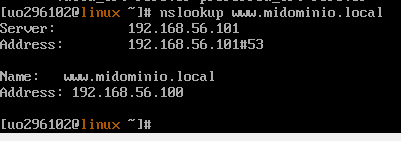 [uo296102@linux ~]# nslookup www.midominio.local
Server:         192.168.56.101
Address:        192.168.56.101#53
Name:   www.midominio.local
Address: 192.168.56.100
[uo296102@linux ~]#